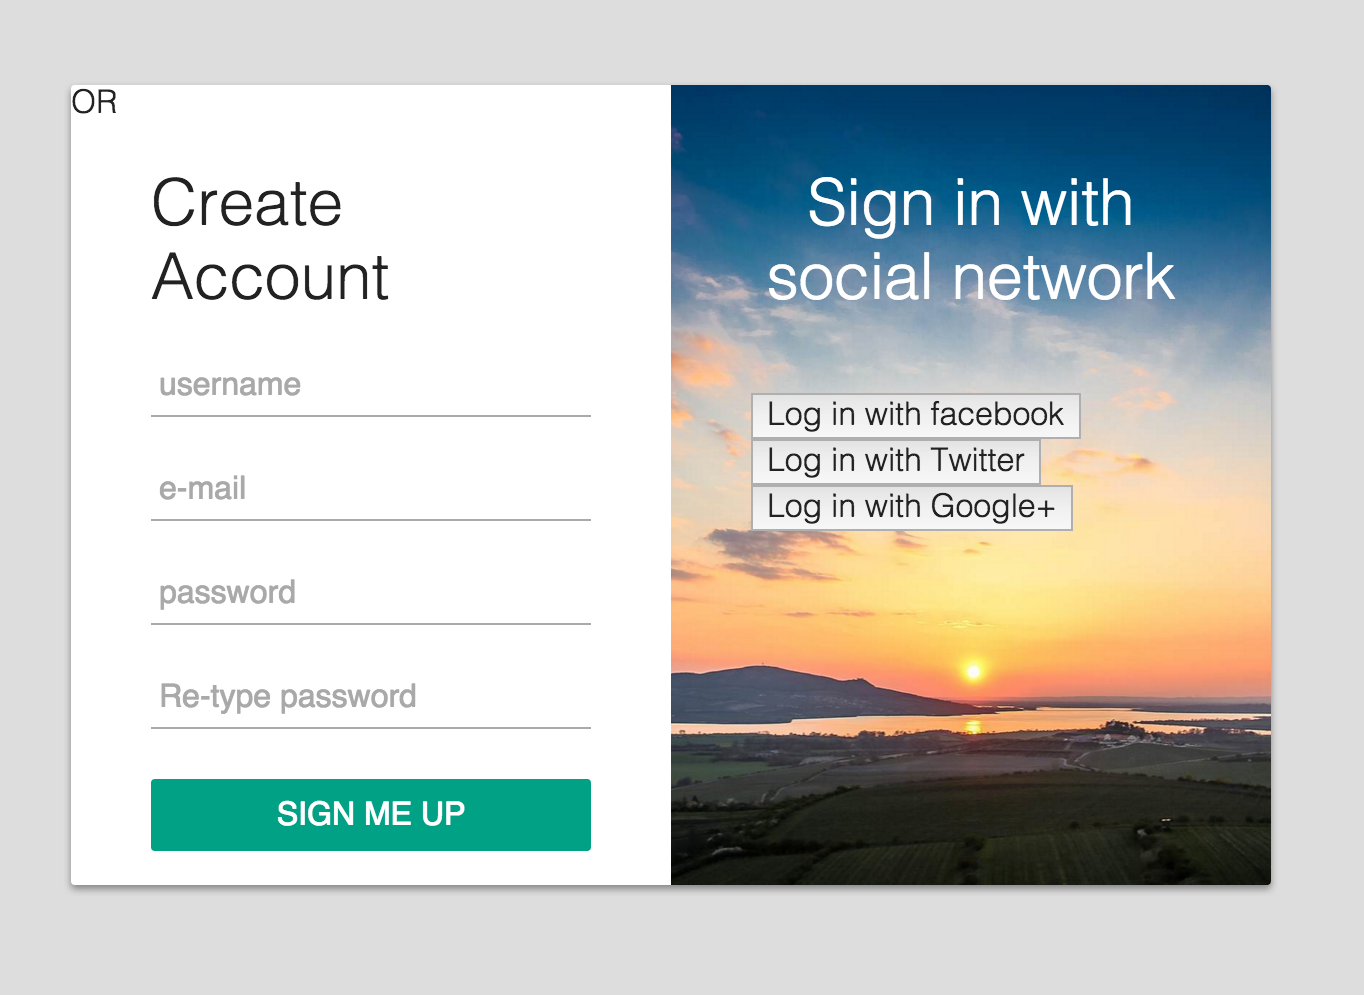 OR
Create
Account
username
e-mail
password
Re-type password
SIGN ME UP
Sign in with
social network
Log in with facebook
Log in with Twitter
Log in with Google+